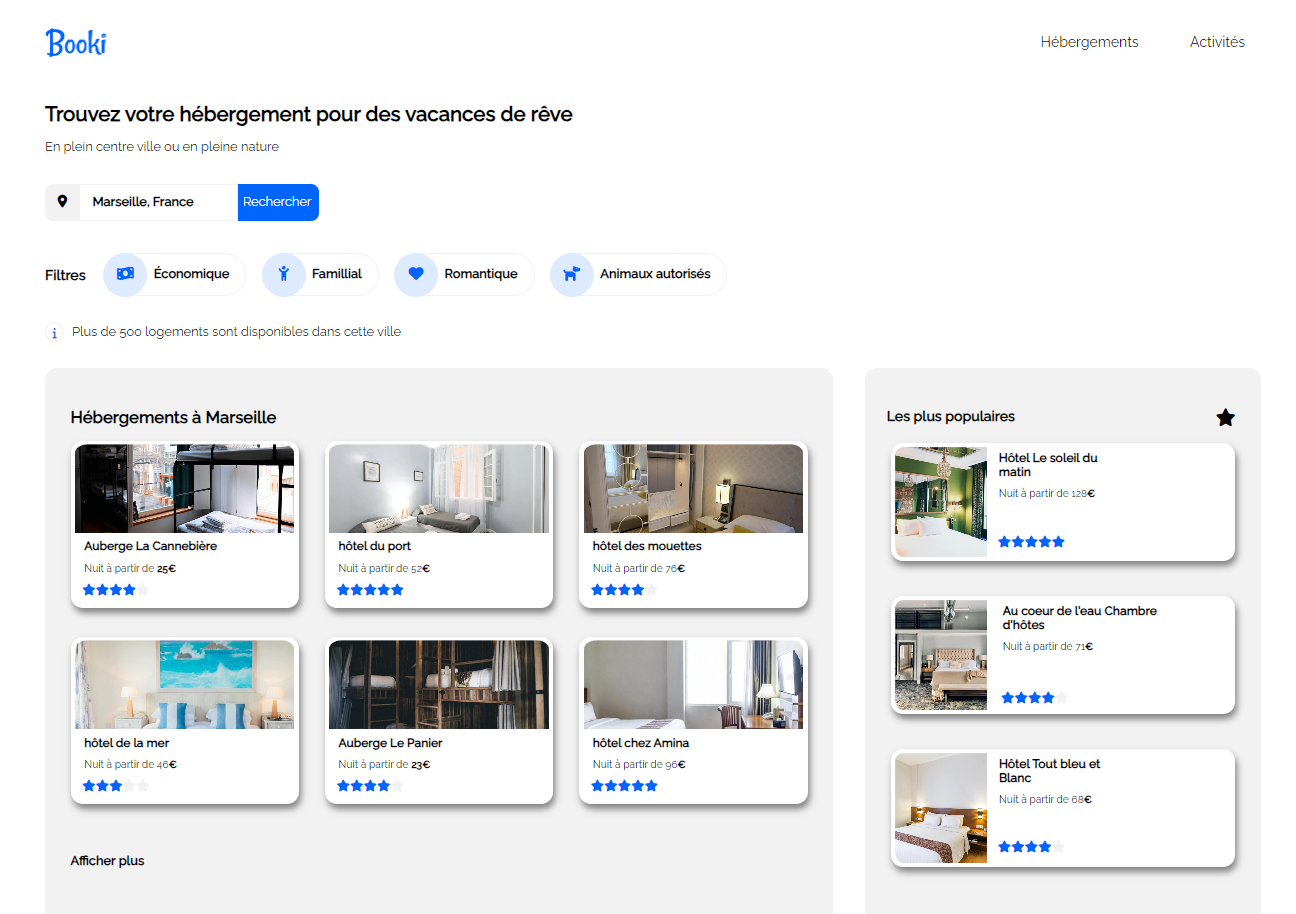 Booki
Hébergements
Activités
Trouvez votre hébergement pour des vacances de rêve
En plein centre ville ou en pleine nature
Marseille, France
Rechercher
Filtres
Économique
Famillial
Romantique
Animaux autorisés
Plus de 500 logements sont disponibles dans cette ville
Hébergements à Marseille
Auberge La Cannebière
Nuit à partir de 25€
hôtel du port
Nuit à partir de 52€
hôtel des mouettes
Nuit à partir de 76€
hôtel de la mer
Nuit à partir de 46€
Auberge Le Panier
Nuit à partir de 23€
hôtel chez Amina
Nuit à partir de 96€
Afficher plus
Les plus populaires
Hôtel Le soleil du
matin
Nuit à partir de 128€
Au coeur de l'eau Chambre
d'hôtes
Nuit à partir de 71€
Hôtel Tout bleu et
Blanc
Nuit à partir de 68€